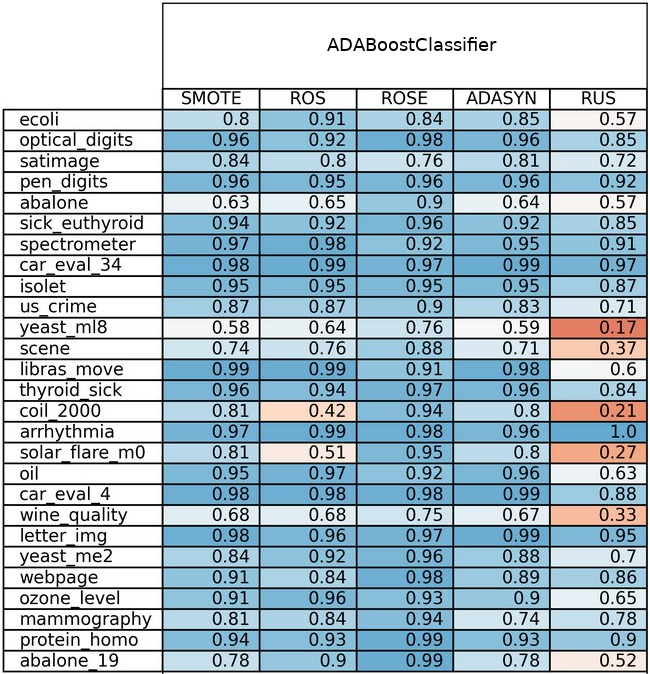 ADABoostClassifier
SMOTE ROS ROSE ADASYN RUS
ecoli 0.8 0.91 0.84 0.85 0.57
optical_digits 0.96 0.92 0.98 0.96 0.85
satimage 0.84 0.8 0.76 0.81 0.72
pen_digits 0.96 0.95 0.96 0.96 0.92
abalone 0.63 0.65 0.9 0.64 0.57
sick_euthyroid 0.94 0.92 0.96 0.92 0.85
spectrometer 0.97 0.98 0.92 0.95 0.91
car_eval_34 0.98 0.99 0.97 0.99 0.97
isolet 0.95 0.95 0.95 0.95 0.87
us_crime 0.87 0.87 0.9 0.83 0.71
yeast_ml8 0.58 0.64 0.76 0.59 0.17
scene 0.74 0.76 0.88 0.71 0.37
libras_move 0.99 0.99 0.91 0.98 0.6
thyroid_sick 0.96 0.94 0.97 0.96 0.84
coil_2000 0.81 0.42 0.94 0.8 0.21
arrhythmia 0.97 0.99 0.98 0.96 1.0
solar_flare_m0 0.81 0.51 0.95 0.8 0.27
oil 0.95 0.97 0.92 0.96 0.63
car_eval_4 0.98 0.98 0.98 0.99 0.88
wine_quality 0.68 0.68 0.75 0.67 0.33
letter_img 0.98 0.96 0.97 0.99 0.95
yeast_me2 0.84 0.92 0.96 0.88 0.7
webpage 0.91 0.84 0.98 0.89 0.86
ozone_level 0.91 0.96 0.93 0.9 0.65
mammography 0.81 0.84 0.94 0.74 0.78
protein_homo 0.94 0.93 0.99 0.93 0.9
abalone_19 0.78 0.9 0.99 0.78 0.52